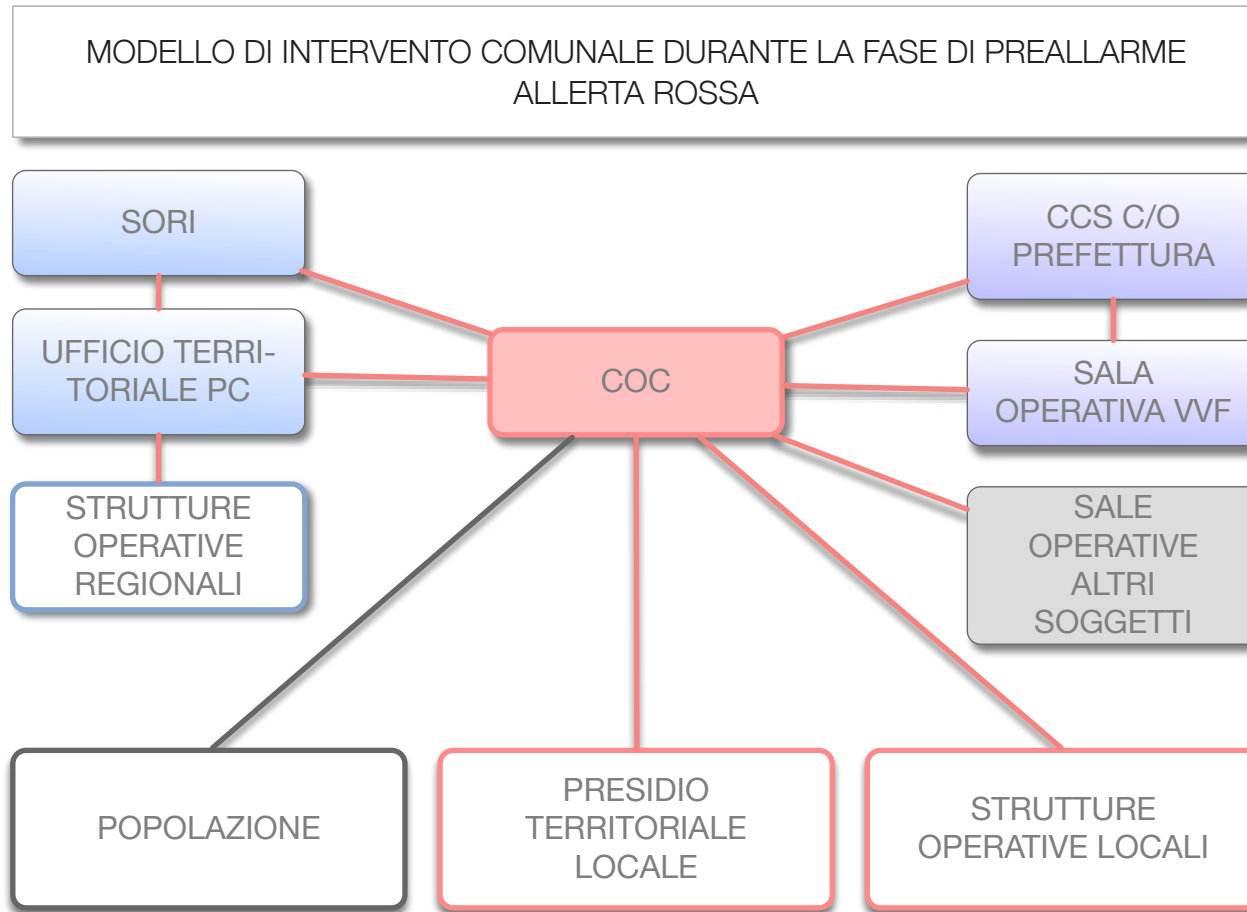 MODELLO DI INTERVENTO COMUNALE DURANTE LA FASE DI PREALLARME
ALLERTA ROSSA
SORI
CCS C/O
PREFETTURA
UFFICIO TERRI-
TORIALE PC
COC
SALA
OPERATIVA VVF
STRUTTURE
OPERATIVE
REGIONALI
SALE
OPERATIVE
ALTRI
SOGGETTI
POPOLAZIONE
PRESIDIO
TERRITORIALE
LOCALE
STRUTTURE
OPERATIVE LOCALI